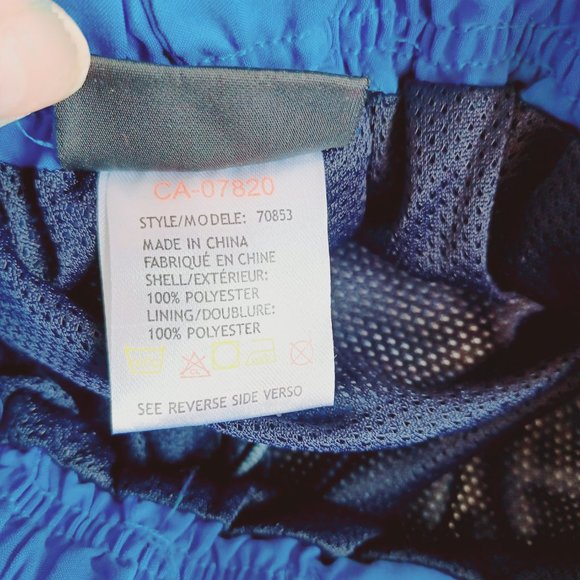 CA-07820
STYLE/MODELE: 70853
MADE IN CHINA
FABRIQUÉ EN CHINE
SHELL/EXTÉRIEUR:
100% POLYESTER
LINING/DOUBLURE:
100% POLYESTER
SEE REVERSE SIDE VERSO